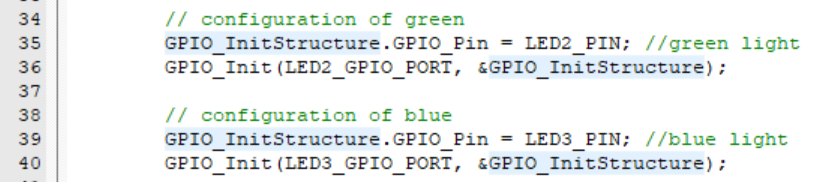 34 // configuration of green
35 GPIO_InitStructure.GPIO_Pin = LED2_PIN; //green light
36 GPIO_Init(LED2_GPIO_PORT, &GPIO_InitStructure);
37
38 // configuration of blue
39 GPIO_InitStructure.GPIO_Pin = LED3_PIN; //blue light
40 GPIO_Init(LED3_GPIO_PORT, &GPIO_InitStructure);